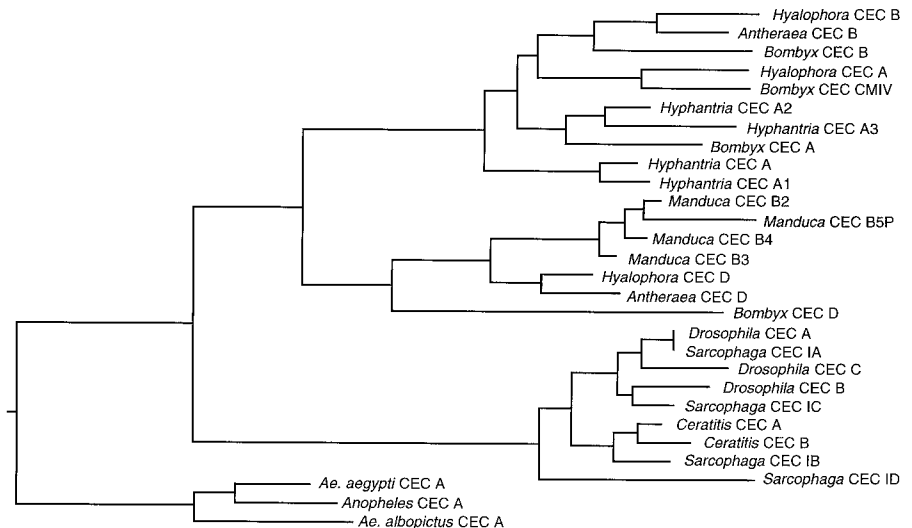 Hyalophora CEC B
Antheraea CEC B
Bombyx CEC B
Hyalophora CEC A
Bombyx CEC CMIV
Hyphantria CEC A2
Hyphantria CEC A3
Bombyx CEC A
Hyphantria CEC A
Hyphantria CEC A1
Manduca CEC B2
Manduca CEC B5P
Manduca CEC B4
Manduca CEC B3
Hyalophora CEC D
Antheraea CEC D
Bombyx CEC D
Drosophila CEC A
Sarcophaga CEC IA
Drosophila CEC C
Drosophila CEC B
Sarcophaga CEC IC
Ceratitis CEC A
Ceratitis CEC B
Sarcophaga CEC IB
Sarcophaga CEC ID
Ae. aegypti CEC A
Anopheles CEC A
Ae. albopictus CEC A